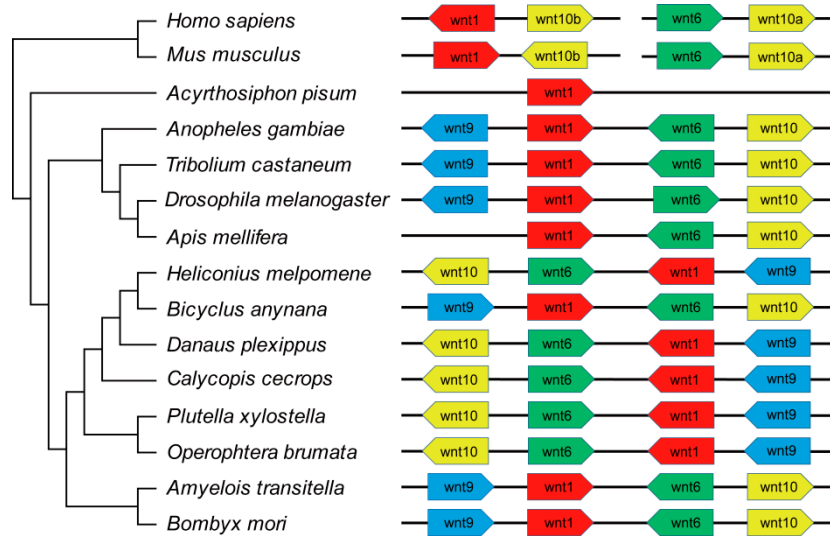 Homo sapiens wnt1 wnt10b wnt6 wnt10a
Mus musculus wnt1 wnt10b wnt6 wnt10a
Acyrthosiphon pisum wnt1
Anopheles gambiae wnt9 wnt1 wnt6 wnt10
Tribolium castaneum wnt9 wnt1 wnt6 wnt10
Drosophila melanogaster wnt9 wnt1 wnt6 wnt10
Apis mellifera wnt1 wnt6 wnt10
Heliconius melpomene wnt10 wnt6 wnt1 wnt9
Bicyclus anynana wnt9 wnt1 wnt6 wnt10
Danaus plexippus wnt10 wnt6 wnt1 wnt9
Calycopis cecrops wnt10 wnt6 wnt1 wnt9
Plutella xylostella wnt10 wnt6 wnt1 wnt9
Operophtera brumata wnt10 wnt6 wnt1 wnt9
Amyelois transitella wnt9 wnt1 wnt6 wnt10
Bombyx mori wnt9 wnt1 wnt6 wnt10